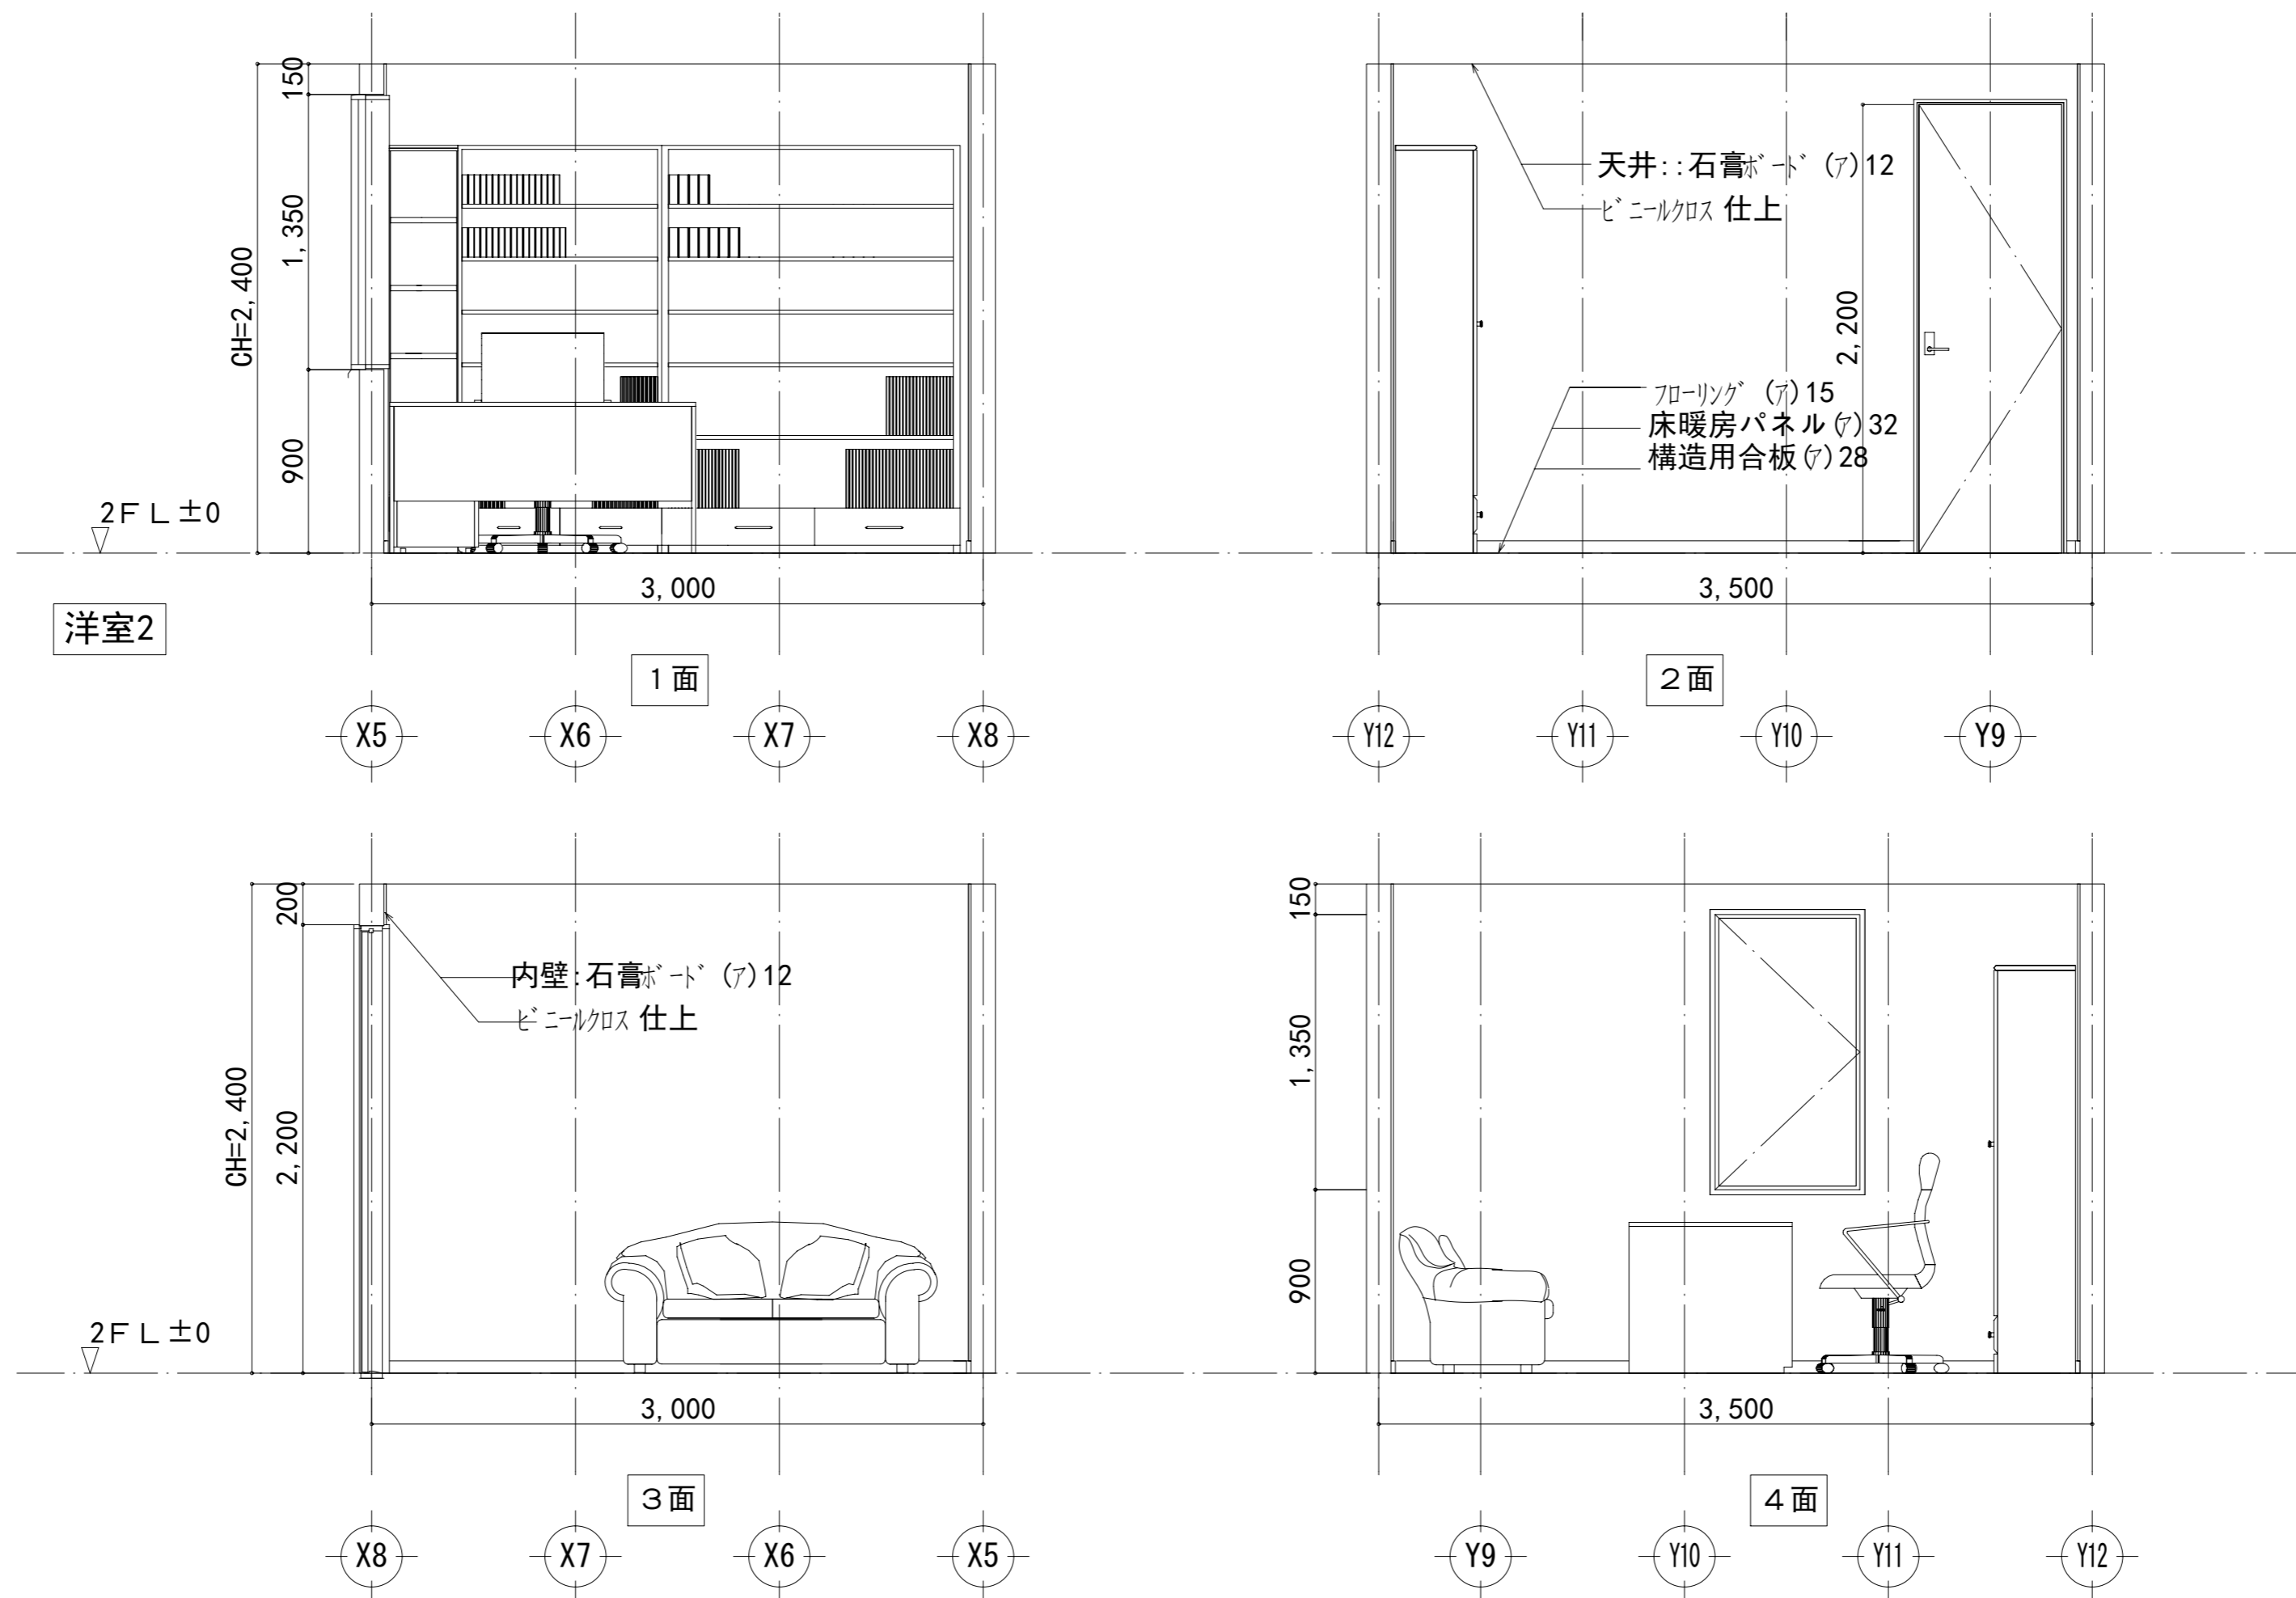 150
1,350
CH=2,400
900
2FL±0
3,000
洋室2
1面
X5
X6
X7
X8
天井::石膏ﾎﾞｰﾄﾞ(ｱ)12
ﾋﾞﾆｰﾙｸﾛｽ仕上
2,200
ﾌﾛｰﾘﾝｸﾞ(ｱ)15
床暖房パネル(ｱ)32
構造用合板(ｱ)28
3,500
2面
Y12
Y11
Y10
Y9
200
CH=2,400
2,200
内壁:石膏ﾎﾞｰﾄﾞ(ｱ)12
ﾋﾞﾆｰﾙｸﾛｽ仕上
2FL±0
3,000
3面
X8
X7
X6
X5
150
1,350
900
3,500
4面
Y9
Y10
Y11
Y12